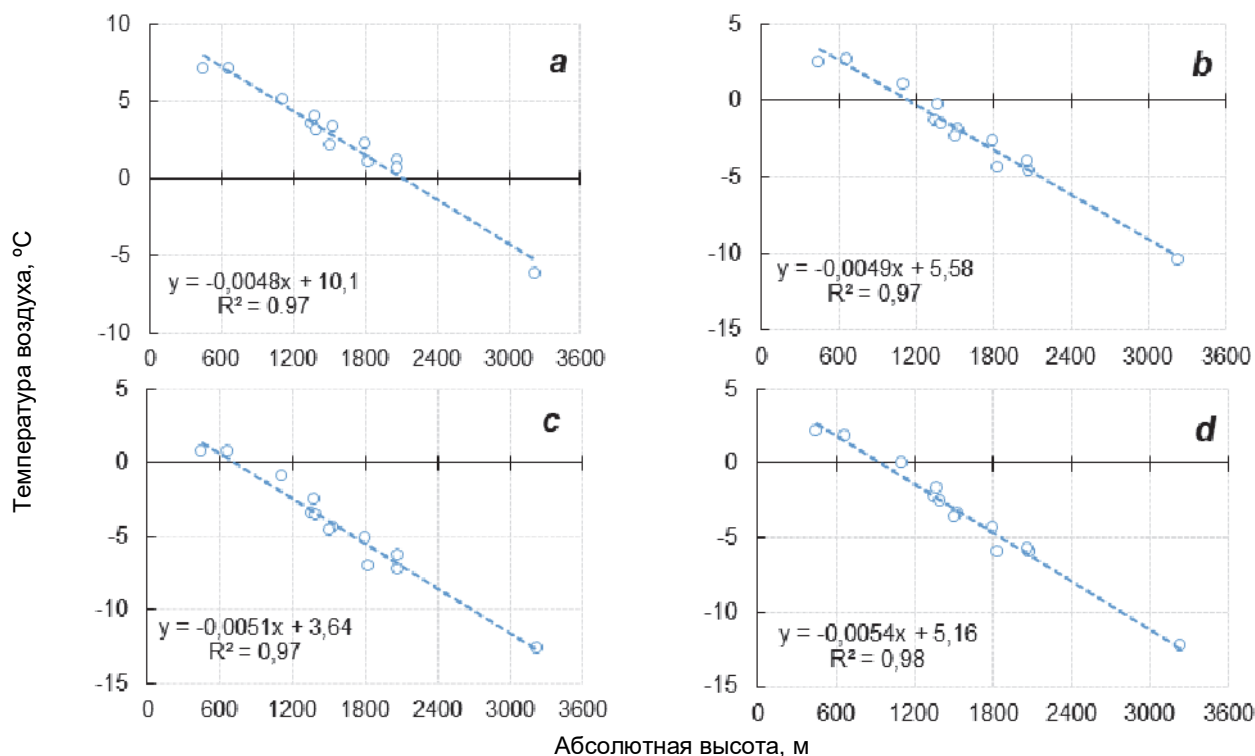 Температура воздуха, ºС
10
5
0
-5
-10
0 600 1200 1800 2400 3000 3600
a
y = -0,0048x + 10,1
R² = 0.97
5
0
-5
-10
-15
0 600 1200 1800 2400 3000 3600
b
y = -0,0049x + 5,58
R² = 0,97
5
0
-5
-10
-15
0 600 1200 1800 2400 3000 3600
c
y = -0,0051x + 3,64
R² = 0,97
5
0
-5
-10
-15
0 600 1200 1800 2400 3000 3600
d
y = -0,0054x + 5,16
R² = 0,98
Абсолютная высота, м